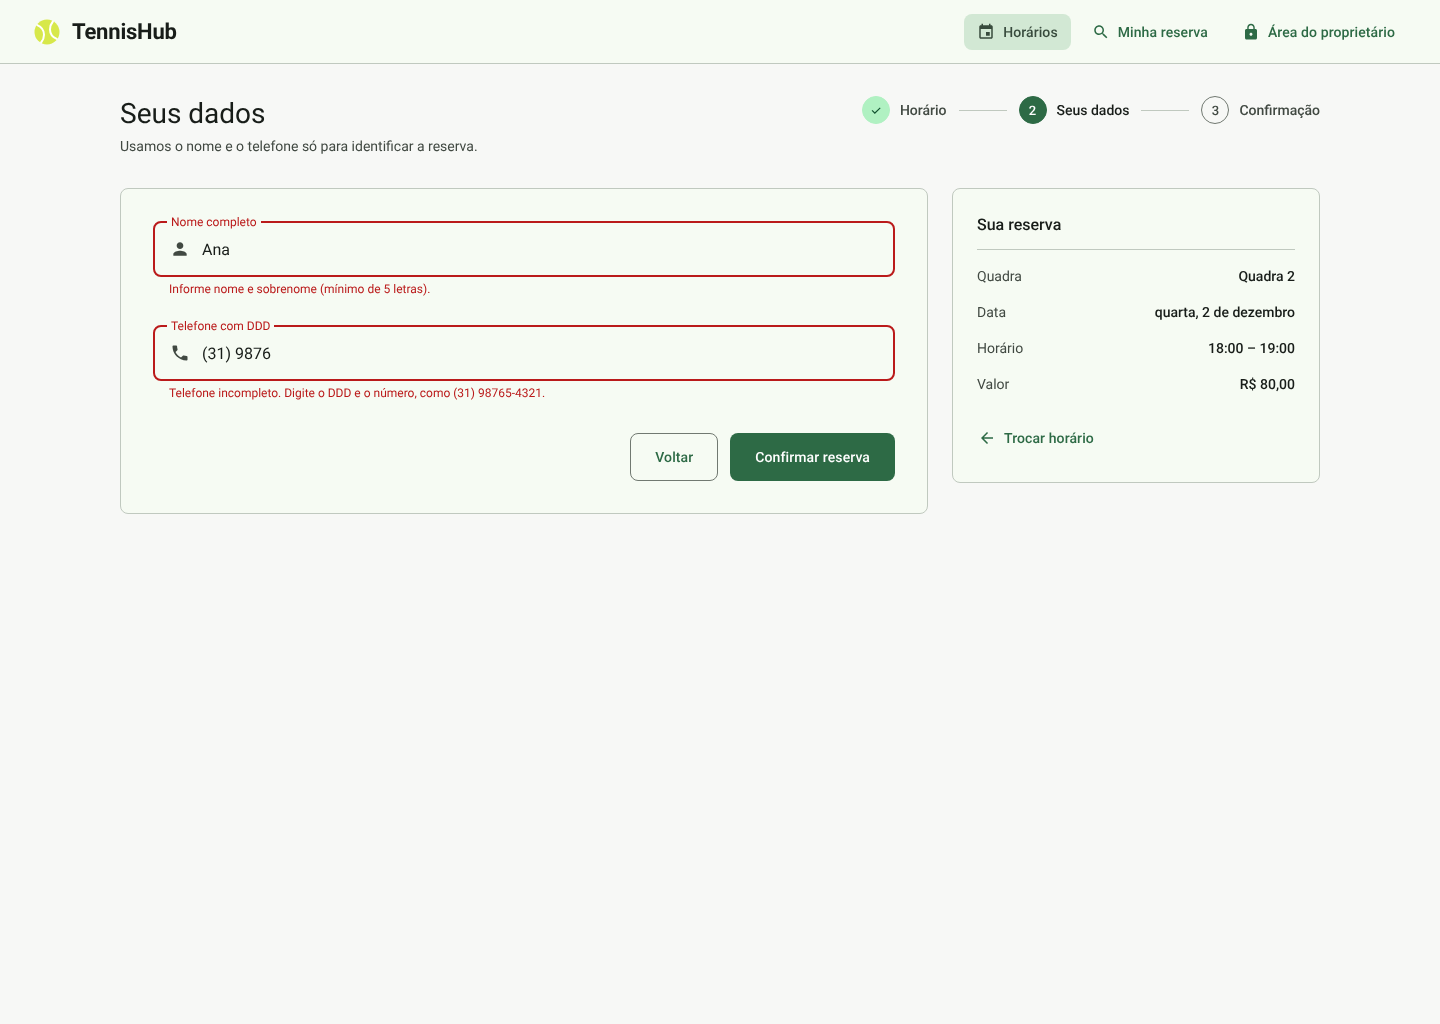 TennisHub
Horários
Minha reserva
Área do proprietário
Seus dados
Usamos o nome e o telefone só para identificar a reserva.
Horário
2 Seus dados
3 Confirmação
Nome completo
Ana
Informe nome e sobrenome (mínimo de 5 letras).
Telefone com DDD
(31) 9876
Telefone incompleto. Digite o DDD e o número, como (31) 98765-4321.
Voltar
Confirmar reserva
Sua reserva
Quadra Quadra 2
Data quarta, 2 de dezembro
Horário 18:00 – 19:00
Valor R$ 80,00
Trocar horário